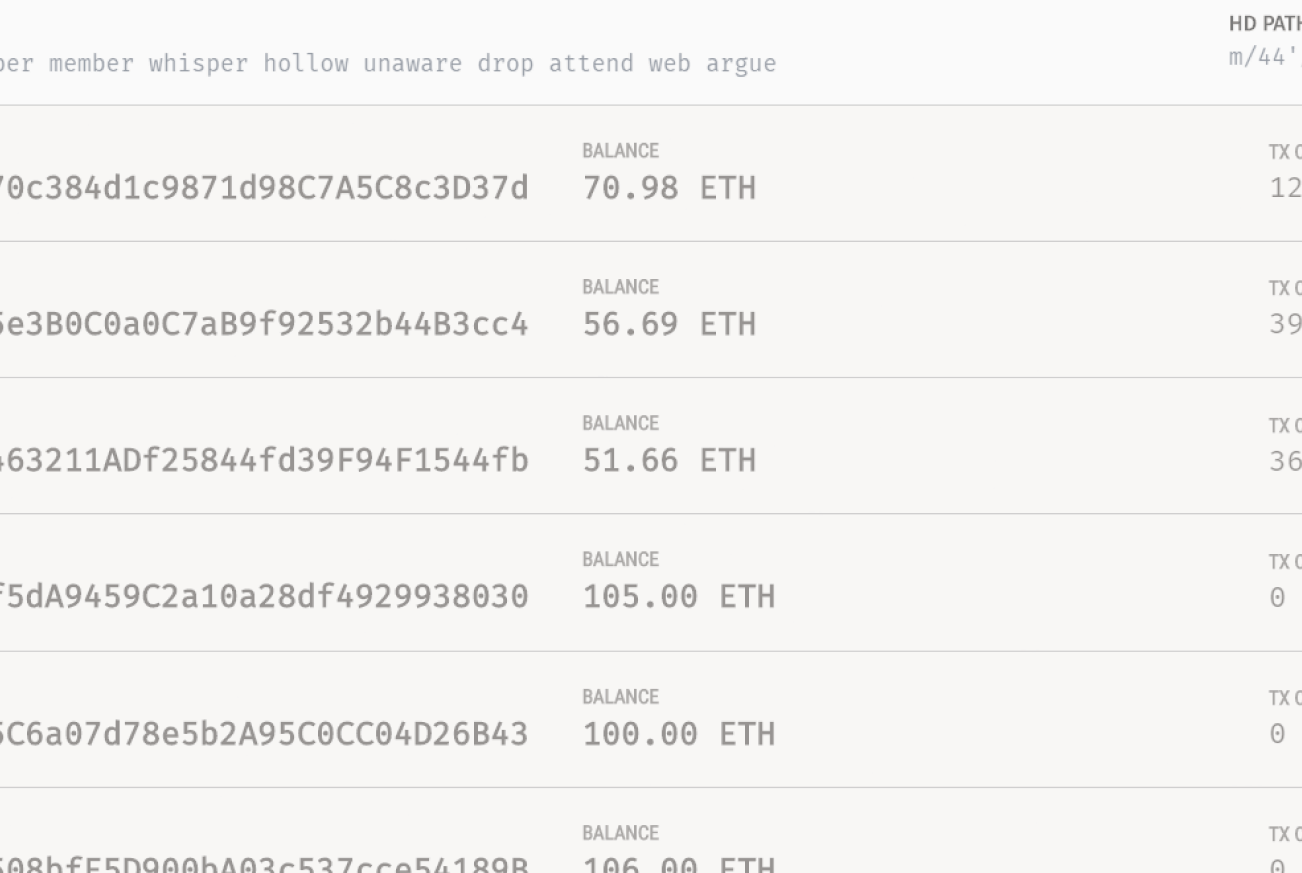 HD PATH
member whisper hollow unaware drop attend web argue
m/44'
BALANCE
TX
70c384d1c9871d98C7A5C8c3D37d
70.98 ETH
12
BALANCE
TX
5e3B0C0a0C7aB9f92532b44B3cc4
56.69 ETH
39
BALANCE
TX
463211ADf25844fd39F94F1544fb
51.66 ETH
36
BALANCE
TX
f5dA9459C2a10a28df4929938030
105.00 ETH
0
BALANCE
TX
5C6a07d78e5b2A95C0CC04D26B43
100.00 ETH
0
BALANCE
TX
106.00 ETH
0